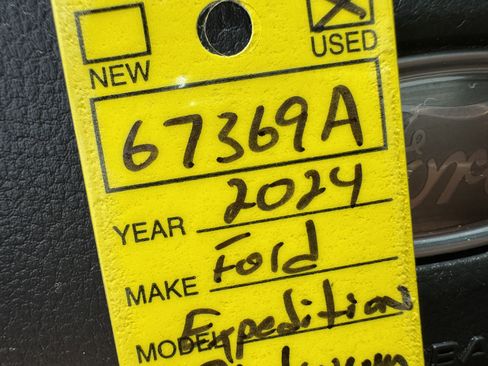 NEW USED
67369A
YEAR 2024
MAKE Ford
MODEL Expedition